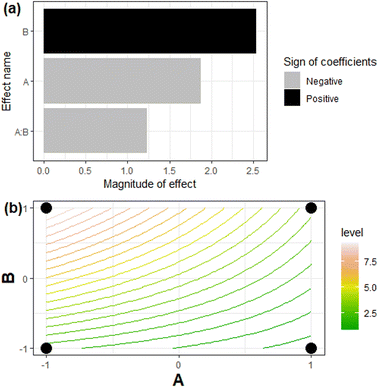 (a)
B
A
A:B
Effect name
0.0 0.5 1.0 1.5 2.0 2.5
Magnitude of effect
Sign of coefficients
Negative
Positive
(b)
1
0
-1
B
-1 0 1
A
level
7.5
5.0
2.5